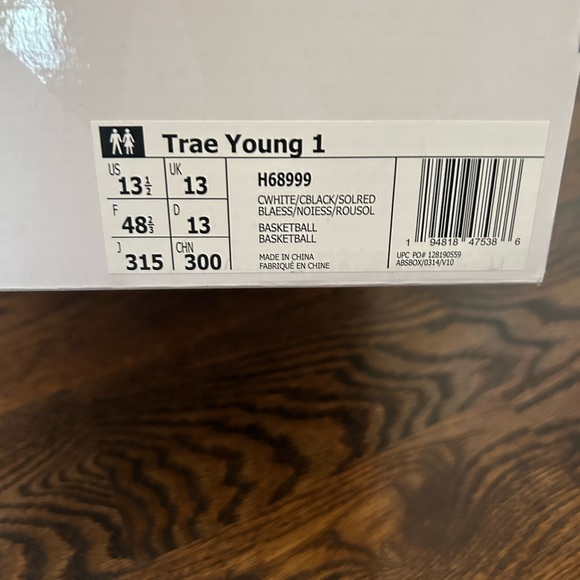 Trae Young 1
US 13½ UK 13
F 48⅔ D 13
J 315 CHN 300
H68999
CWHITE/CBLACK/SOLRED
BLAESS/NOIESS/ROUSOL
BASKETBALL
BASKETBALL
MADE IN CHINA
FABRIQUÉ EN CHINE
1 94818 47538 6
UPC PO# 128190559
ABSBOX/0314/V10